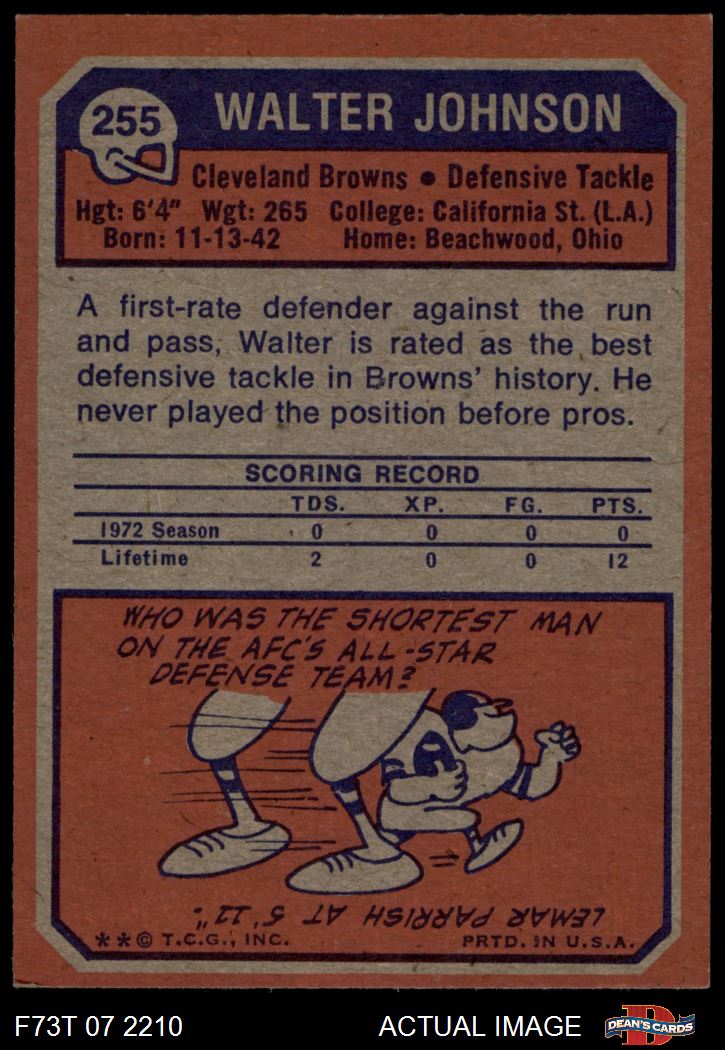 255
WALTER JOHNSON
Cleveland Browns • Defensive Tackle
Hgt: 6'4" Wgt: 265 College: California St. (L.A.)
Born: 11-13-42 Home: Beachwood, Ohio
A first-rate defender against the run
and pass, Walter is rated as the best
defensive tackle in Browns' history. He
never played the position before pros.
SCORING RECORD
TDS. XP. FG. PTS.
1972 Season 0 0 0 0
Lifetime 2 0 0 12
WHO WAS THE SHORTEST MAN
ON THE AFC'S ALL-STAR
DEFENSE TEAM?
LEMAR PARRISH AT 5' 11".
**© T.C.G., INC. PRTD. IN U.S.A.
F73T 07 2210 ACTUAL IMAGE
D
DEAN'S CARDS